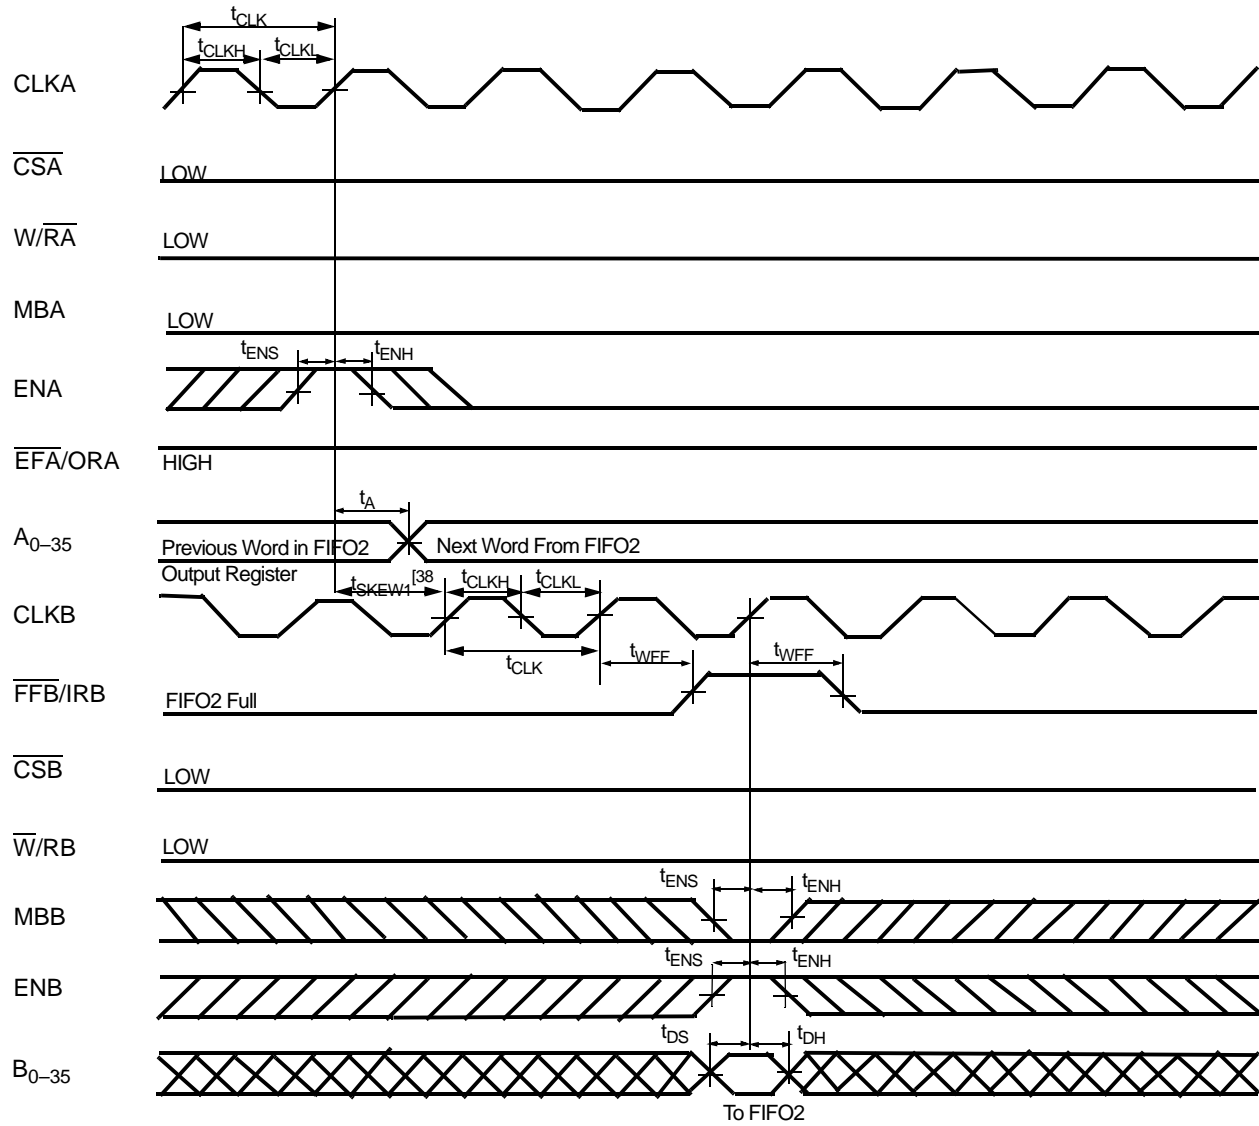 tCLK
tCLKH tCLKL
CLKA
CSA
LOW
W/RA
LOW
MBA
LOW
tENS tENH
ENA
EFA/ORA
HIGH
tA
A0–35
Previous Word in FIFO2 Next Word From FIFO2
Output Register
tSKEW1[38 tCLKH tCLKL
CLKB
tCLK tWFF tWFF
FFB/IRB
FIFO2 Full
CSB
LOW
W/RB
LOW
tENS tENH
MBB
tENS tENH
ENB
tDS tDH
B0–35
To FIFO2